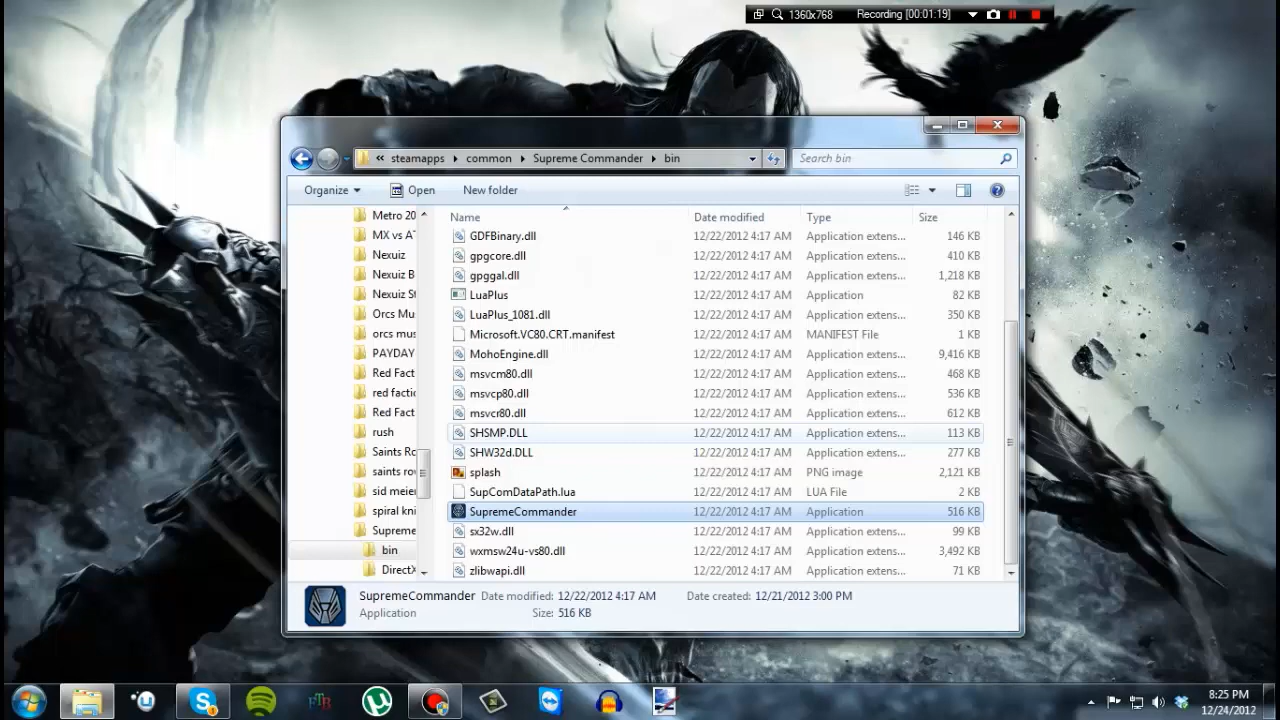 1360x768 Recording [00:01:19]
« steamapps common Supreme Commander bin Search bin
Organize Open New folder
Name Date modified Type Size
Metro 20
MX vs AT
Nexuiz
Nexuiz B
Nexuiz St
Orcs Mu
orcs mus
PAYDAY
Red Fact
red factio
Red Fact
rush
Saints Ro
saints rov
sid meier
spiral kni
Supreme
bin
DirectX
GDFBinary.dll 12/22/2012 4:17 AM Application extens... 146 KB
gpgcore.dll 12/22/2012 4:17 AM Application extens... 410 KB
gpggal.dll 12/22/2012 4:17 AM Application extens... 1,218 KB
LuaPlus 12/22/2012 4:17 AM Application 82 KB
LuaPlus_1081.dll 12/22/2012 4:17 AM Application extens... 350 KB
Microsoft.VC80.CRT.manifest 12/22/2012 4:17 AM MANIFEST File 1 KB
MohoEngine.dll 12/22/2012 4:17 AM Application extens... 9,416 KB
msvcm80.dll 12/22/2012 4:17 AM Application extens... 468 KB
msvcp80.dll 12/22/2012 4:17 AM Application extens... 536 KB
msvcr80.dll 12/22/2012 4:17 AM Application extens... 612 KB
SHSMP.DLL 12/22/2012 4:17 AM Application extens... 113 KB
SHW32d.DLL 12/22/2012 4:17 AM Application extens... 277 KB
splash 12/22/2012 4:17 AM PNG image 2,121 KB
SupComDataPath.lua 12/22/2012 4:17 AM LUA File 2 KB
SupremeCommander 12/22/2012 4:17 AM Application 516 KB
sx32w.dll 12/22/2012 4:17 AM Application extens... 99 KB
wxmsw24u-vs80.dll 12/22/2012 4:17 AM Application extens... 3,492 KB
zlibwapi.dll 12/22/2012 4:17 AM Application extens... 71 KB
SupremeCommander Date modified: 12/22/2012 4:17 AM Date created: 12/21/2012 3:00 PM
Application Size: 516 KB
FTB
8:25 PM
12/24/2012